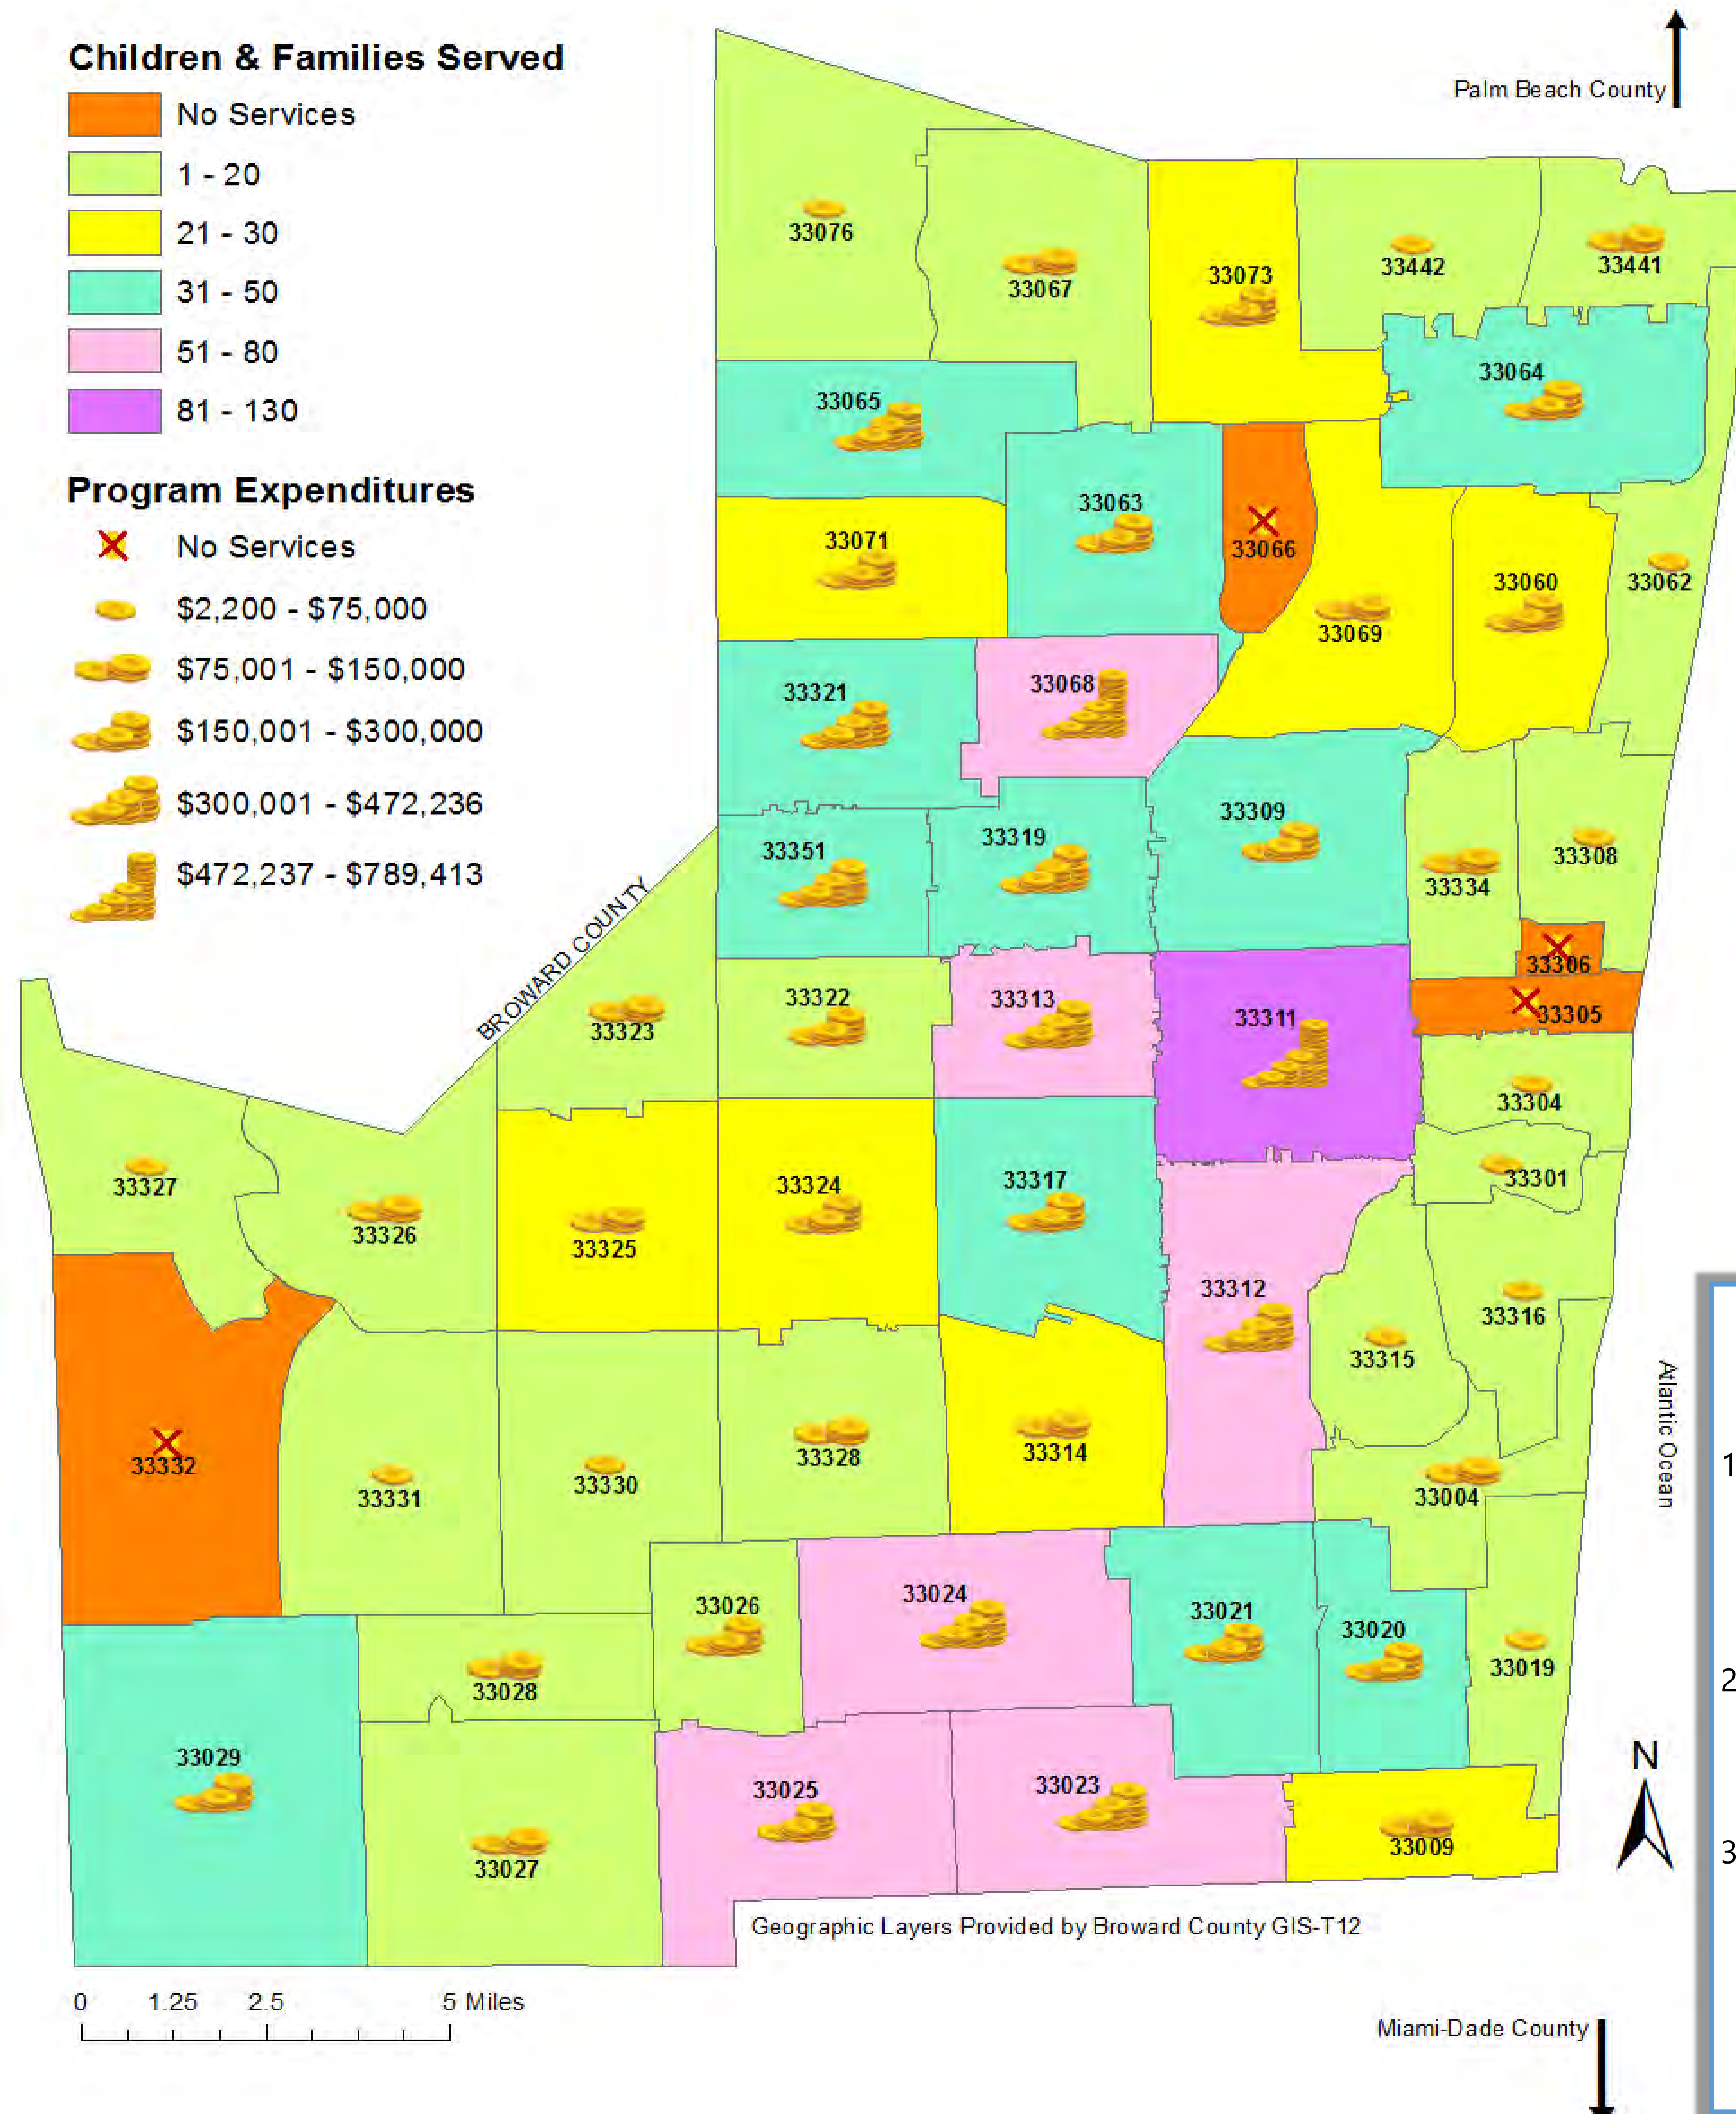 Children & Families Served
No Services
1 - 20
21 - 30
31 - 50
51 - 80
81 - 130
Program Expenditures
No Services
$2,200 - $75,000
$75,001 - $150,000
$150,001 - $300,000
$300,001 - $472,236
$472,237 - $789,413
Palm Beach County
33076
33067
33073
33442
33441
33065
33064
33063
33071
33066
33060
33062
33069
33321
33068
33309
33351
33319
33334
33308
BROWARD COUNTY
33306
33323
33322
33313
33311
33305
33304
33327
33326
33325
33324
33317
33301
33312
33316
33315
Atlantic Ocean
33332
33331
33330
33328
33314
33004
1
33026
33024
33021
33020
33019
33028
2
33029
33025
33023
N
33027
33009
3
Geographic Layers Provided by Broward County GIS-T12
0 1.25 2.5 5 Miles
Miami-Dade County